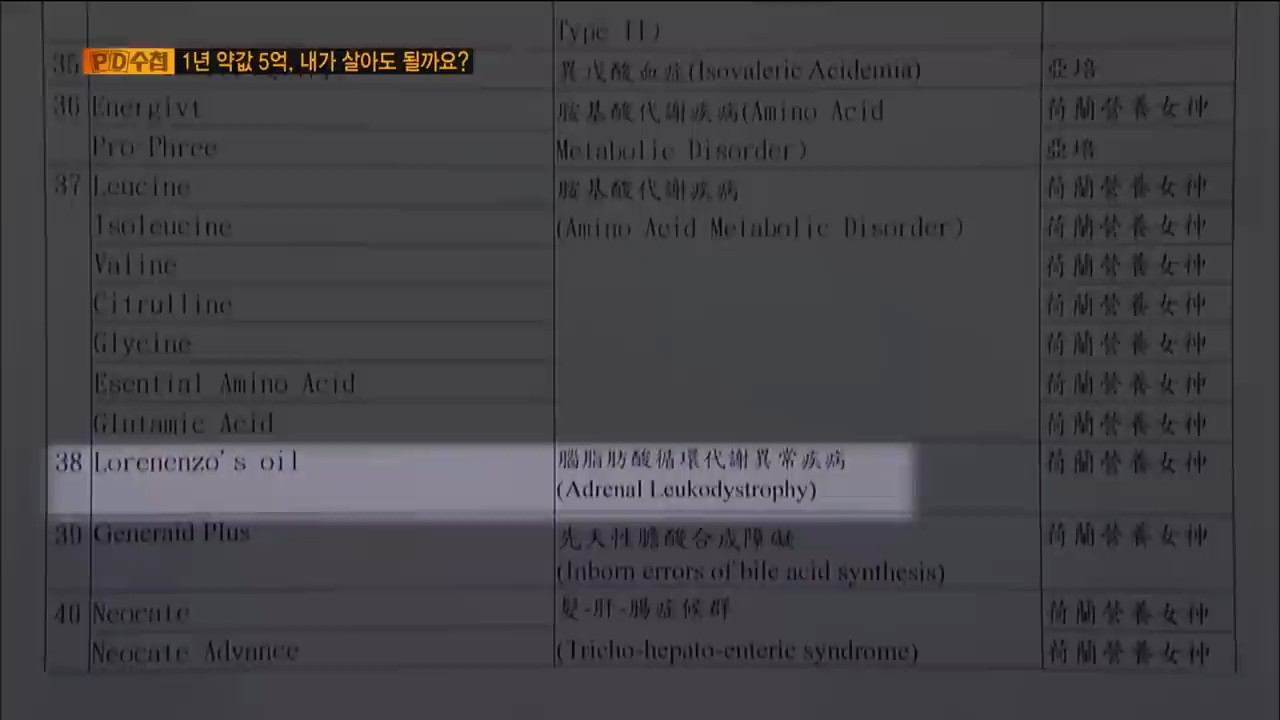 Type II)
35
PD수첩 1년 약값 5억, 내가 살아도 될까요?
異戊酸血症(Isovaleric Acidemia) 亞培
36 Energivt 胺基酸代謝疾病(Amino Acid 荷蘭營養女神
Pro-Phree Metabolic Disorder) 亞培
37 Leucine 胺基酸代謝疾病 荷蘭營養女神
Isoleucine (Amino Acid Metabolic Disorder) 荷蘭營養女神
Valine 荷蘭營養女神
Citrulline 荷蘭營養女神
Glycine 荷蘭營養女神
Esential Amino Acid 荷蘭營養女神
Glutamic Acid 荷蘭營養女神
38 Lorenenzo's oil 腦脂肪酸循環代謝異常疾病 荷蘭營養女神
(Adrenal Leukodystrophy)
39 Generaid Plus 先天性膽酸合成障礙 荷蘭營養女神
(Inborn errors of bile acid synthesis)
40 Neocate 髮-肝-腸症候群 荷蘭營養女神
Neocate Advance (Tricho-hepato-enteric syndrome) 荷蘭營養女神